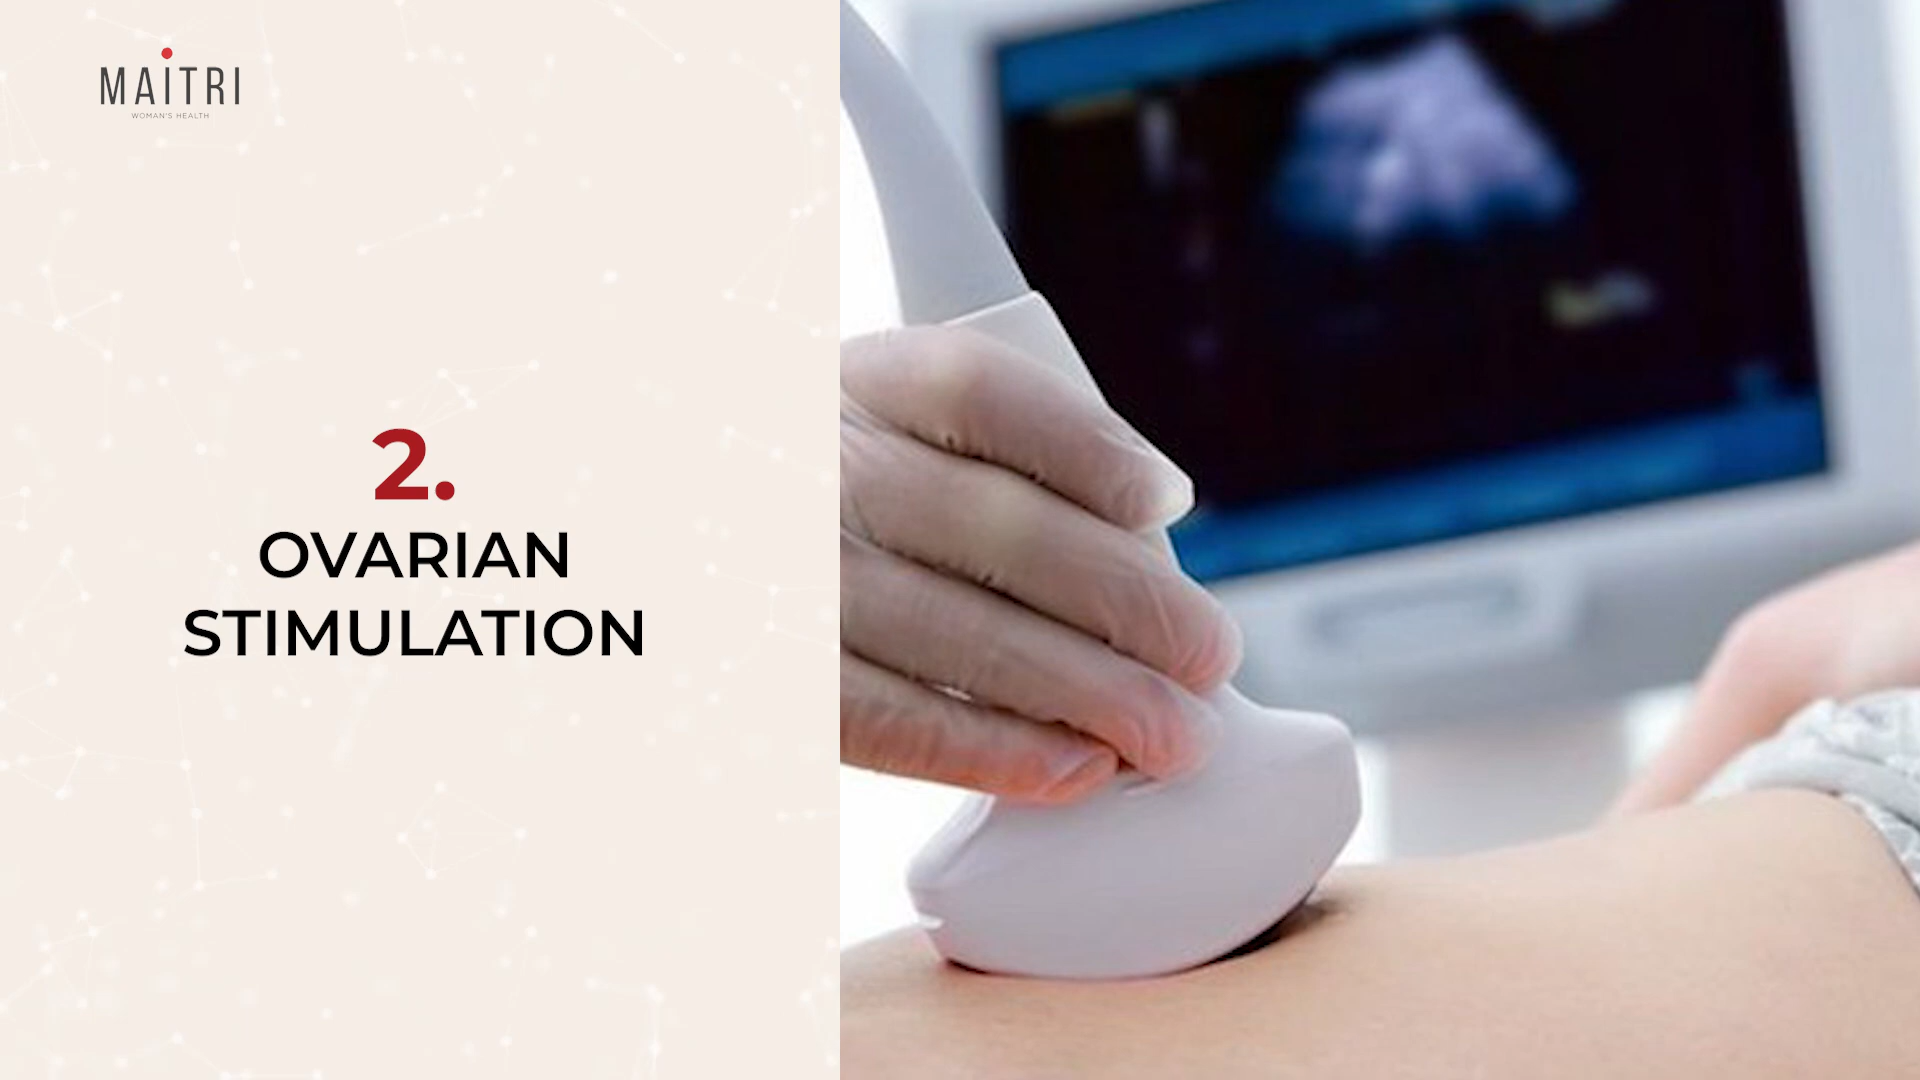 MAITRI
WOMAN'S HEALTH
2.
OVARIAN
STIMULATION